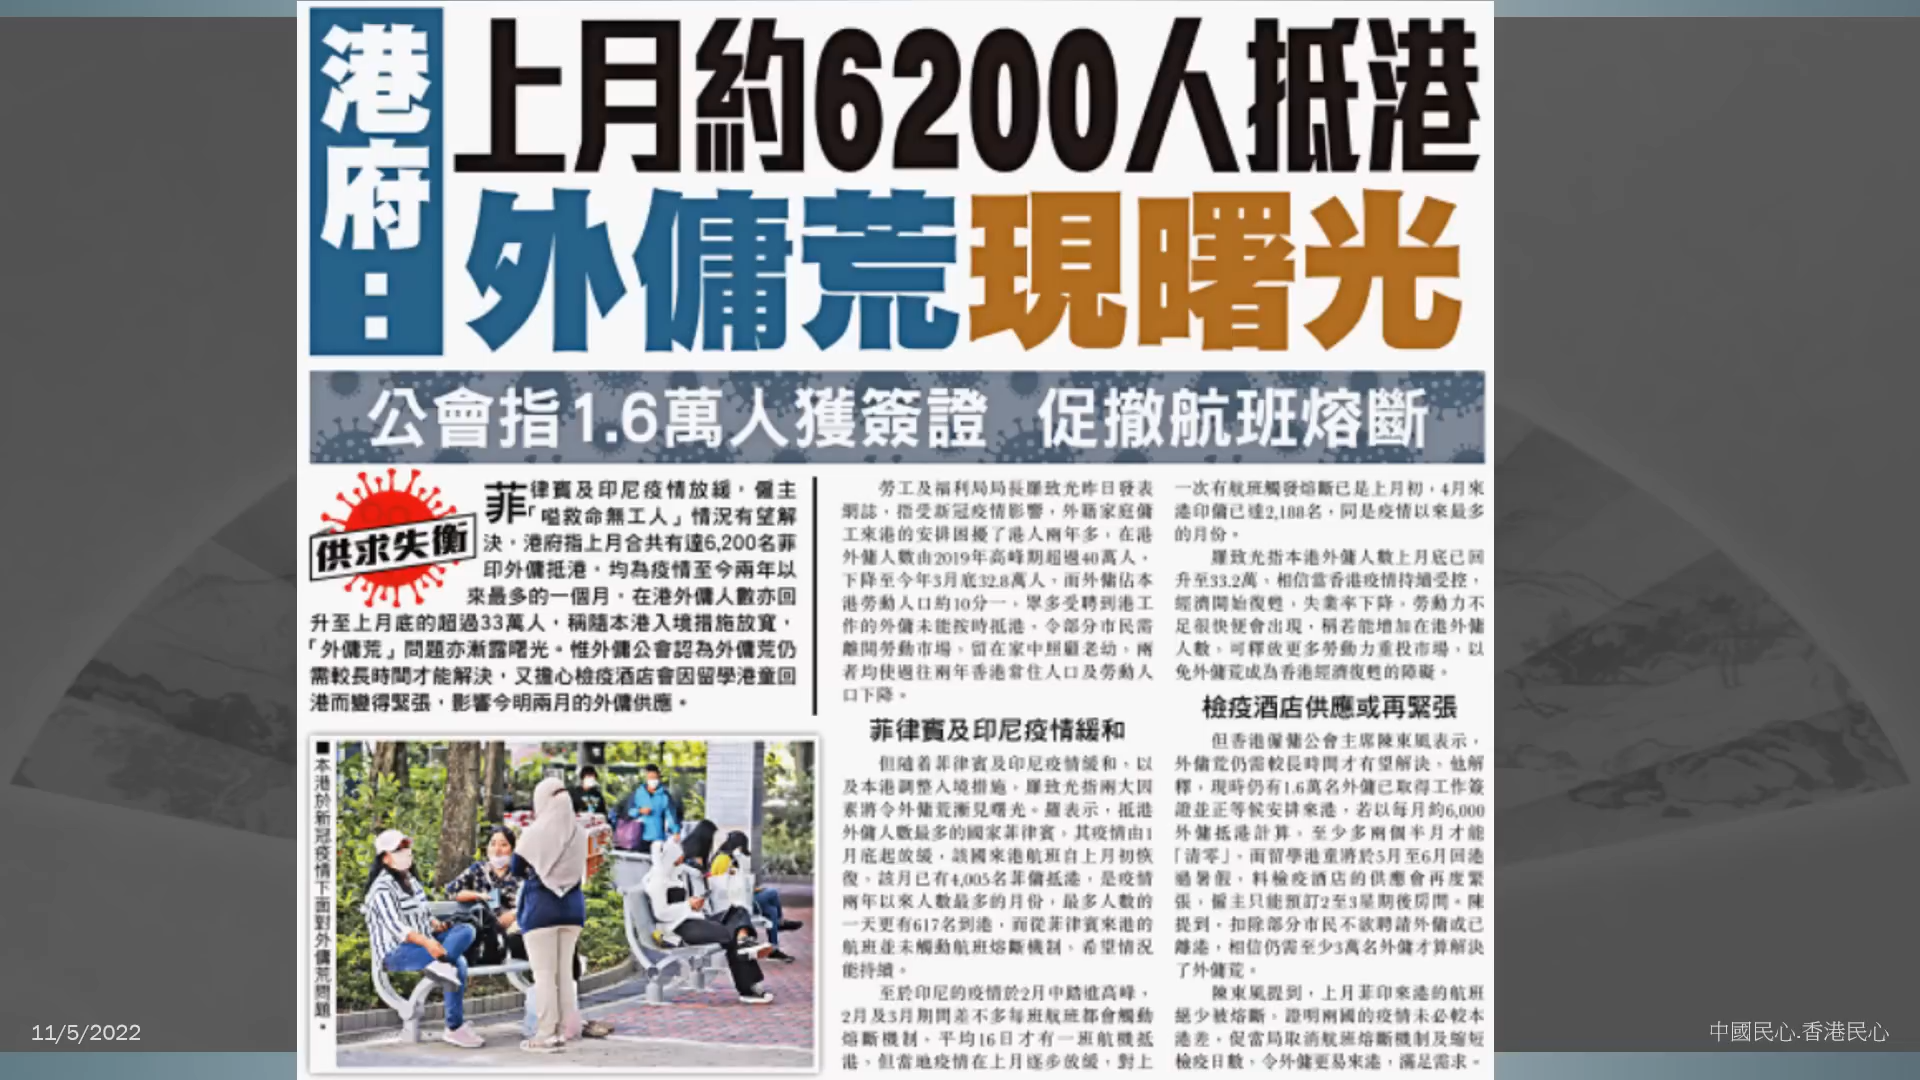 港府：
上月約6200人抵港
外傭荒現曙光
公會指1.6萬人獲簽證 促撤航班熔斷
供求失衡
菲律賓及印尼疫情放緩，僱主
「嗌救命無工人」情況有望解
決，港府指上月合共有達6,200名菲
印外傭抵港，均為疫情至今兩年以
來最多的一個月，在港外傭人數亦回
升至上月底的超過33萬人，稱隨本港入境措施放寬，
「外傭荒」問題亦漸露曙光。惟外傭公會認為外傭荒仍
需較長時間才能解決，又擔心檢疫酒店會因留學港童回
港而變得緊張，影響今明兩月的外傭供應。
■本港於新冠疫情下面對外傭荒問題。
勞工及福利局局長羅致光昨日發表
網誌，指受新冠疫情影響，外籍家庭傭
工來港的安排困擾了港人兩年多，在港
外傭人數由2019年高峰期超過40萬人，
下降至今年3月底32.8萬人，而外傭佔本
港勞動人口約10分一，眾多受聘到港工
作的外傭未能按時抵港，令部分市民需
離開勞動市場，留在家中照顧老幼，兩
者均使過往兩年香港常住人口及勞動人
口下降。
菲律賓及印尼疫情緩和
但隨着菲律賓及印尼疫情緩和，以
及本港調整入境措施，羅致光指兩大因
素將令外傭荒漸見曙光。羅表示，抵港
外傭人數最多的國家菲律賓，其疫情由1
月底起放緩，該國來港航班自上月初恢
復，該月已有4,005名菲傭抵港，是疫情
兩年以來人數最多的月份，最多人數的
一天更有617名到港，而從菲律賓來港的
航班並未觸動航班熔斷機制，希望情況
能持續。
至於印尼的疫情於2月中踏進高峰，
2月及3月期間差不多每班航班都會觸動
熔斷機制，平均16日才有一班航機抵
港，但當地疫情在上月逐步放緩，對上
一次有航班觸發熔斷已是上月初，4月來
港印傭已達2,188名，同是疫情以來最多
的月份。
羅致光指本港外傭人數上月底已回
升至33.2萬，相信當香港疫情持續受控，
經濟開始復甦，失業率下降，勞動力不
足很快便會出現，稱若能增加在港外傭
人數，可釋放更多勞動力重投市場，以
免外傭荒成為香港經濟復甦的障礙。
檢疫酒店供應或再緊張
但香港僱傭公會主席陳東風表示，
外傭荒仍需較長時間才有望解決，他解
釋，現時仍有1.6萬名外傭已取得工作簽
證並正等候安排來港，若以每月約6,000
外傭抵港計算，至少多兩個半月才能
「清零」，而留學港童將於5月至6月回港
過暑假，料檢疫酒店的供應會再度緊
張，僱主只能預訂2至3星期後房間。陳
提到，扣除部分市民不欲聘請外傭或已
離港，相信仍需至少3萬名外傭才算解決
了外傭荒。
陳東風提到，上月菲印來港的航班
絕少被熔斷，證明兩國的疫情未必較本
港差，促當局取消航班熔斷機制及縮短
檢疫日數，令外傭更易來港，滿足需求。
11/5/2022
中國民心.香港民心